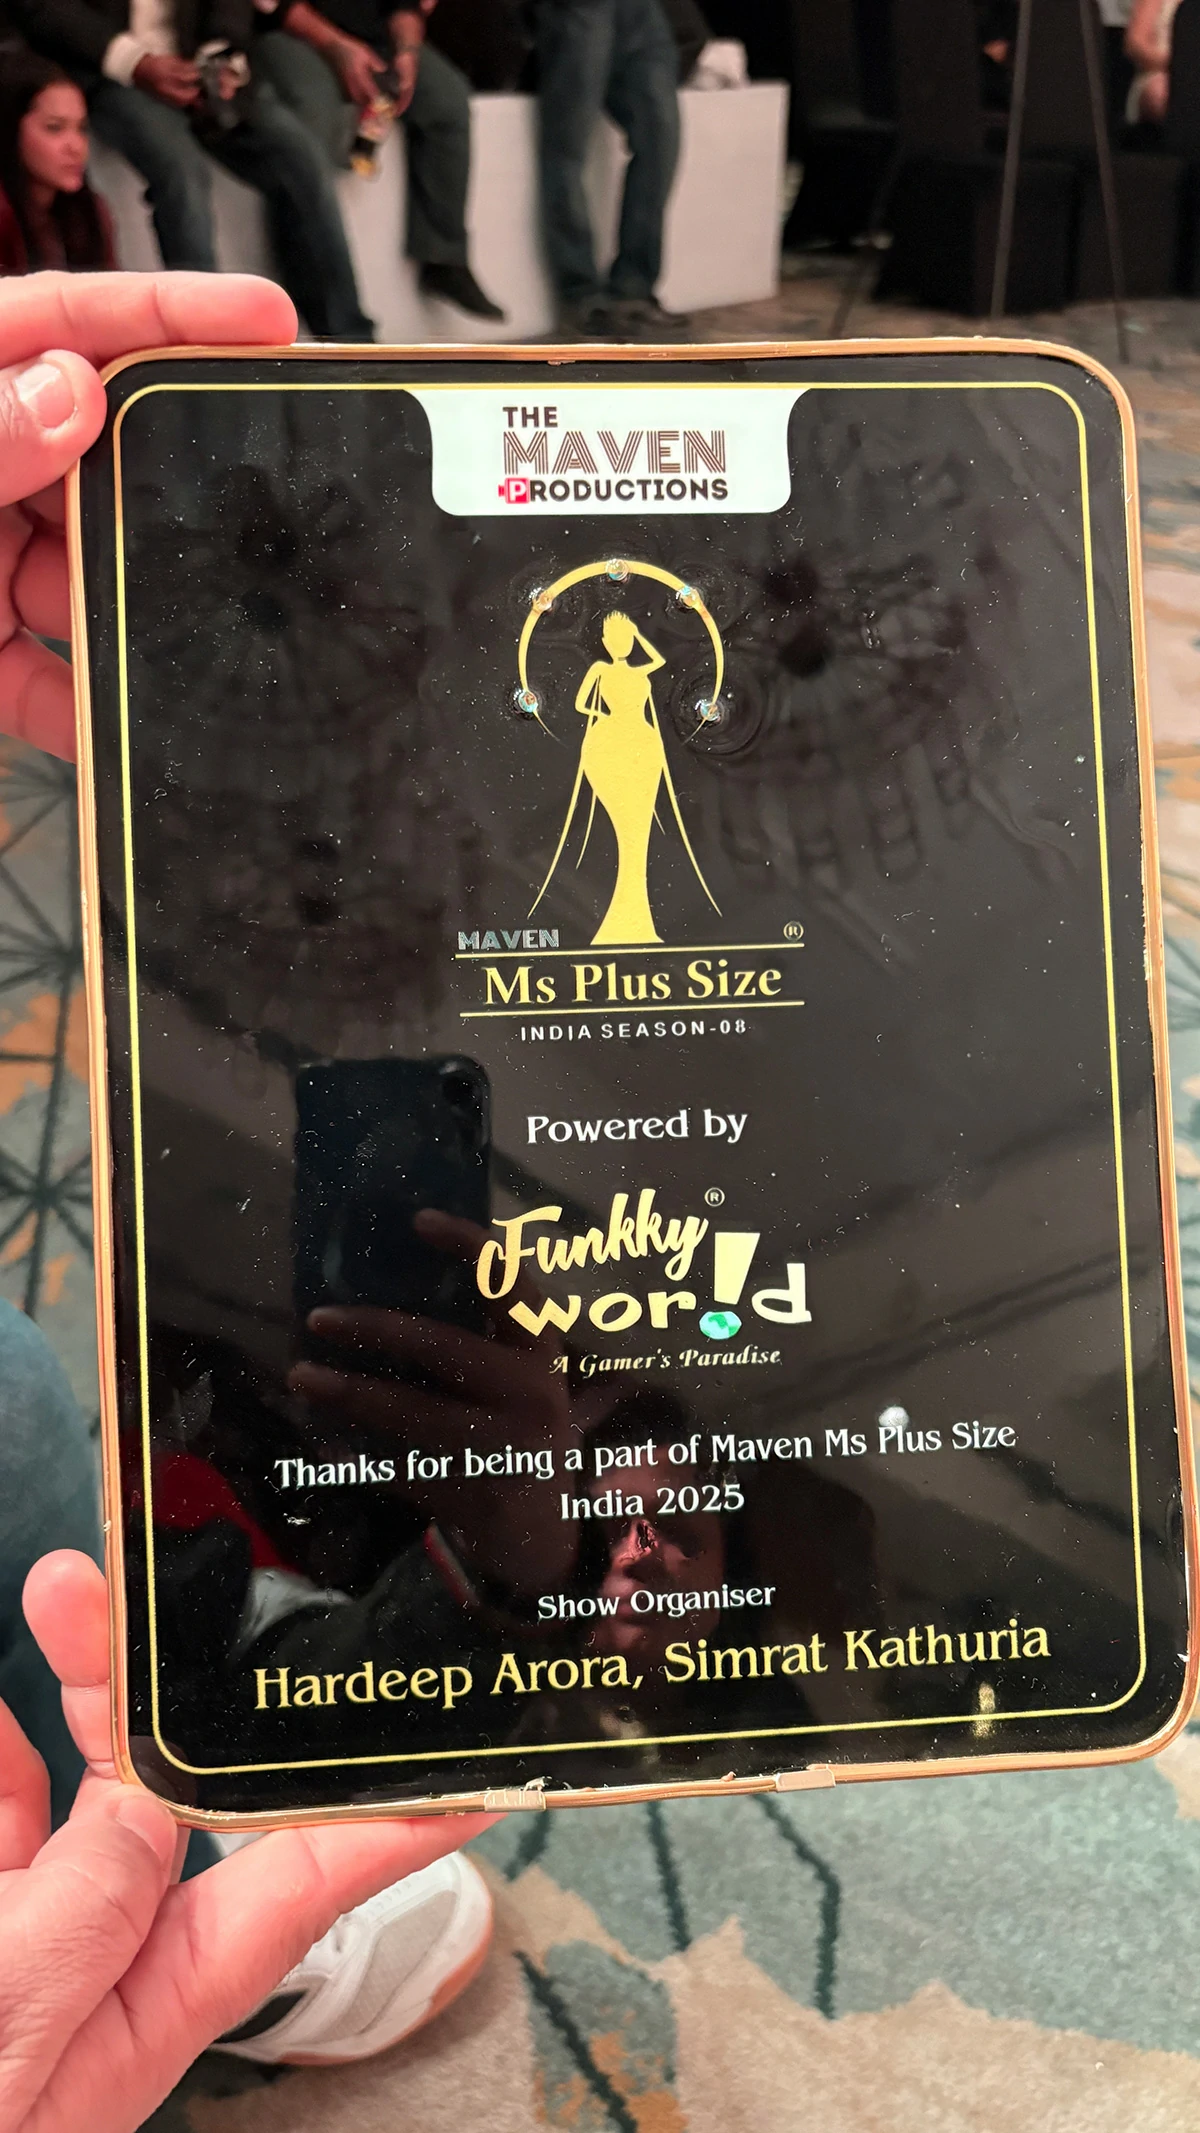 THE
MAVEN
PRODUCTIONS
MAVEN ®
Ms Plus Size
INDIA SEASON-08
Powered by
Funkky ®
wor!d
A Gamer's Paradise
Thanks for being a part of Maven Ms Plus Size
India 2025
Show Organiser
Hardeep Arora, Simrat Kathuria